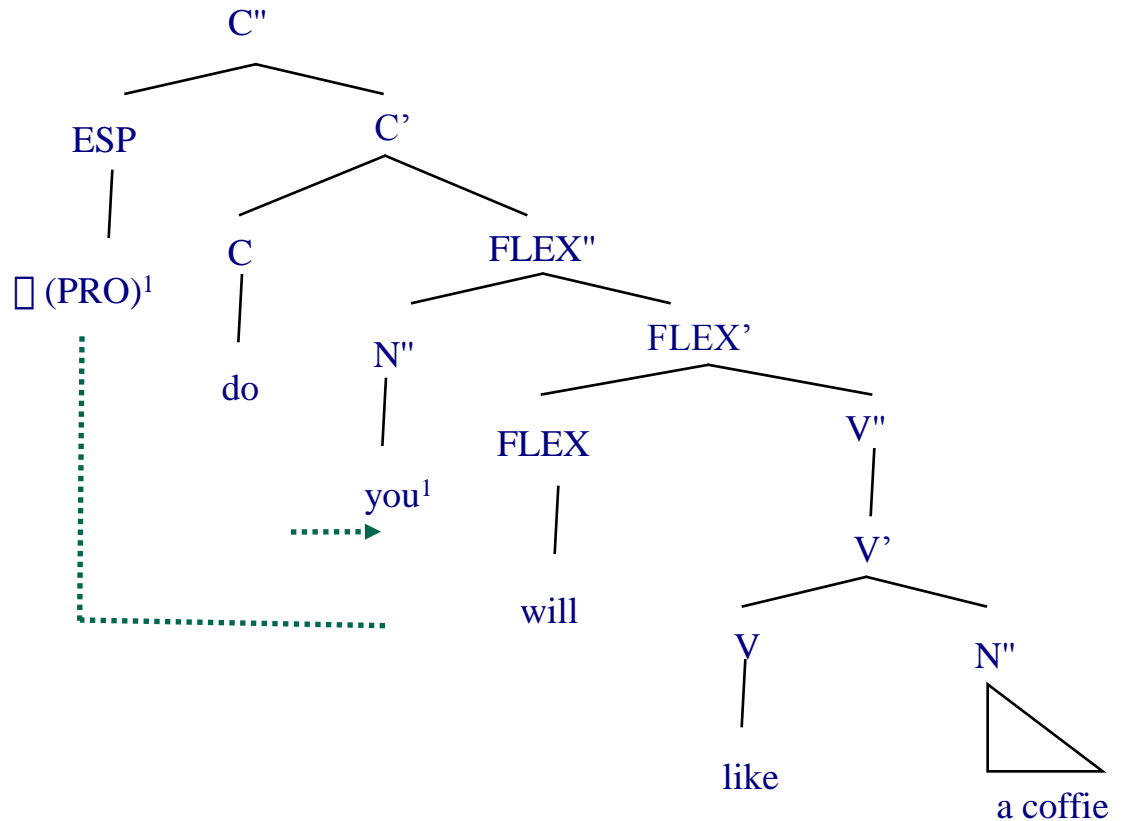 C"
ESP
C’
C
FLEX"
▯ (PRO)¹
N"
FLEX’
do
FLEX
V"
you¹
V’
will
V
N"
like
a coffie